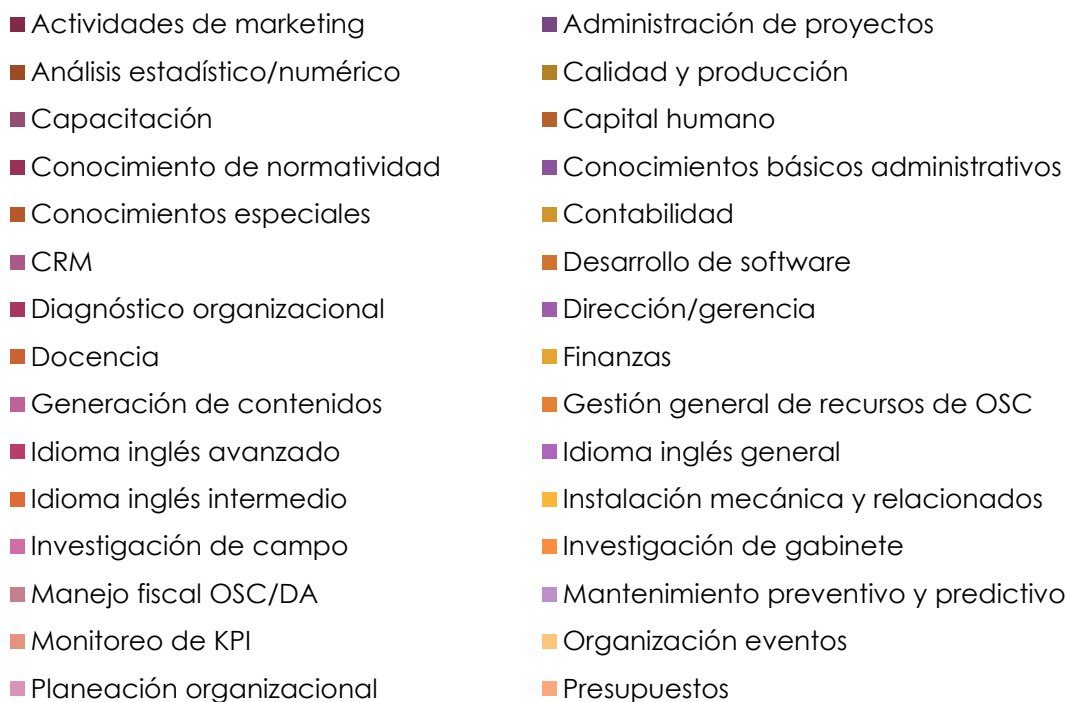 Actividades de marketing
Administración de proyectos
Análisis estadístico/numérico
Calidad y producción
Capacitación
Capital humano
Conocimiento de normatividad
Conocimientos básicos administrativos
Conocimientos especiales
Contabilidad
CRM
Desarrollo de software
Diagnóstico organizacional
Dirección/gerencia
Docencia
Finanzas
Generación de contenidos
Gestión general de recursos de OSC
Idioma inglés avanzado
Idioma inglés general
Idioma inglés intermedio
Instalación mecánica y relacionados
Investigación de campo
Investigación de gabinete
Manejo fiscal OSC/DA
Mantenimiento preventivo y predictivo
Monitoreo de KPI
Organización eventos
Planeación organizacional
Presupuestos